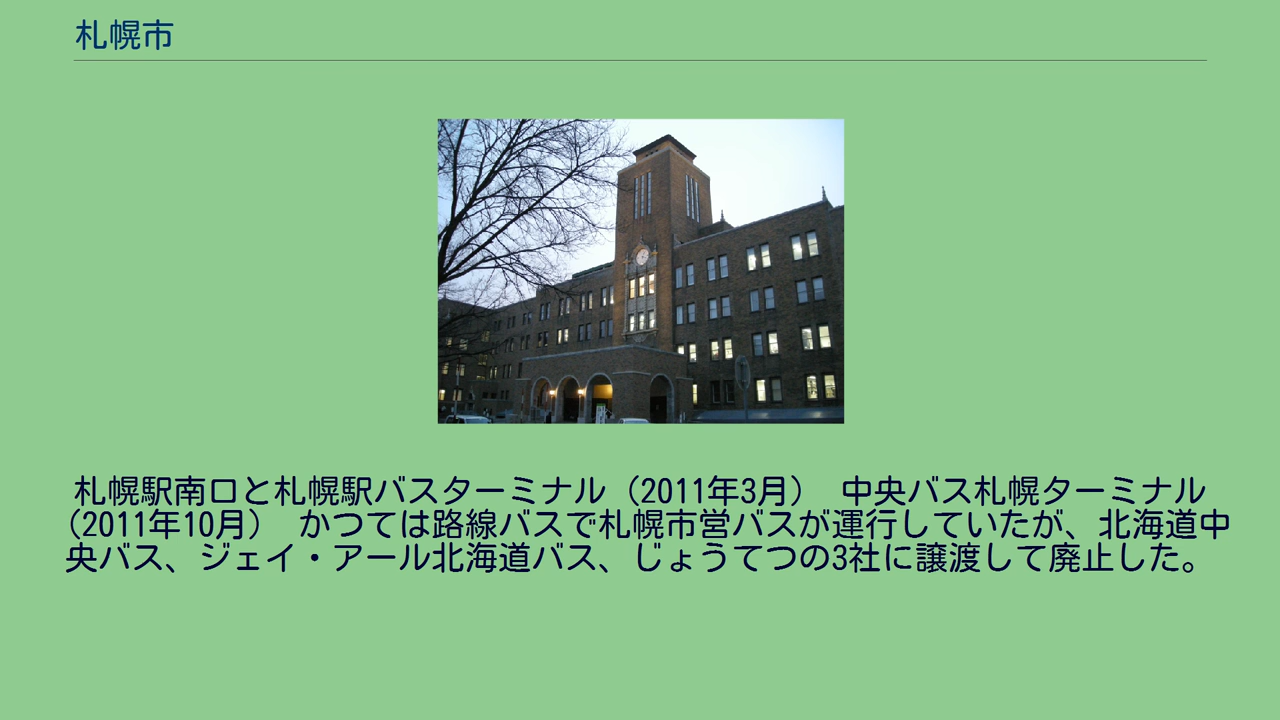 札幌市
札幌駅南口と札幌駅バスターミナル（2011年3月） 中央バス札幌ターミナル
（2011年10月） かつては路線バスで札幌市営バスが運行していたが、北海道中
央バス、ジェイ・アール北海道バス、じょうてつの3社に譲渡して廃止した。